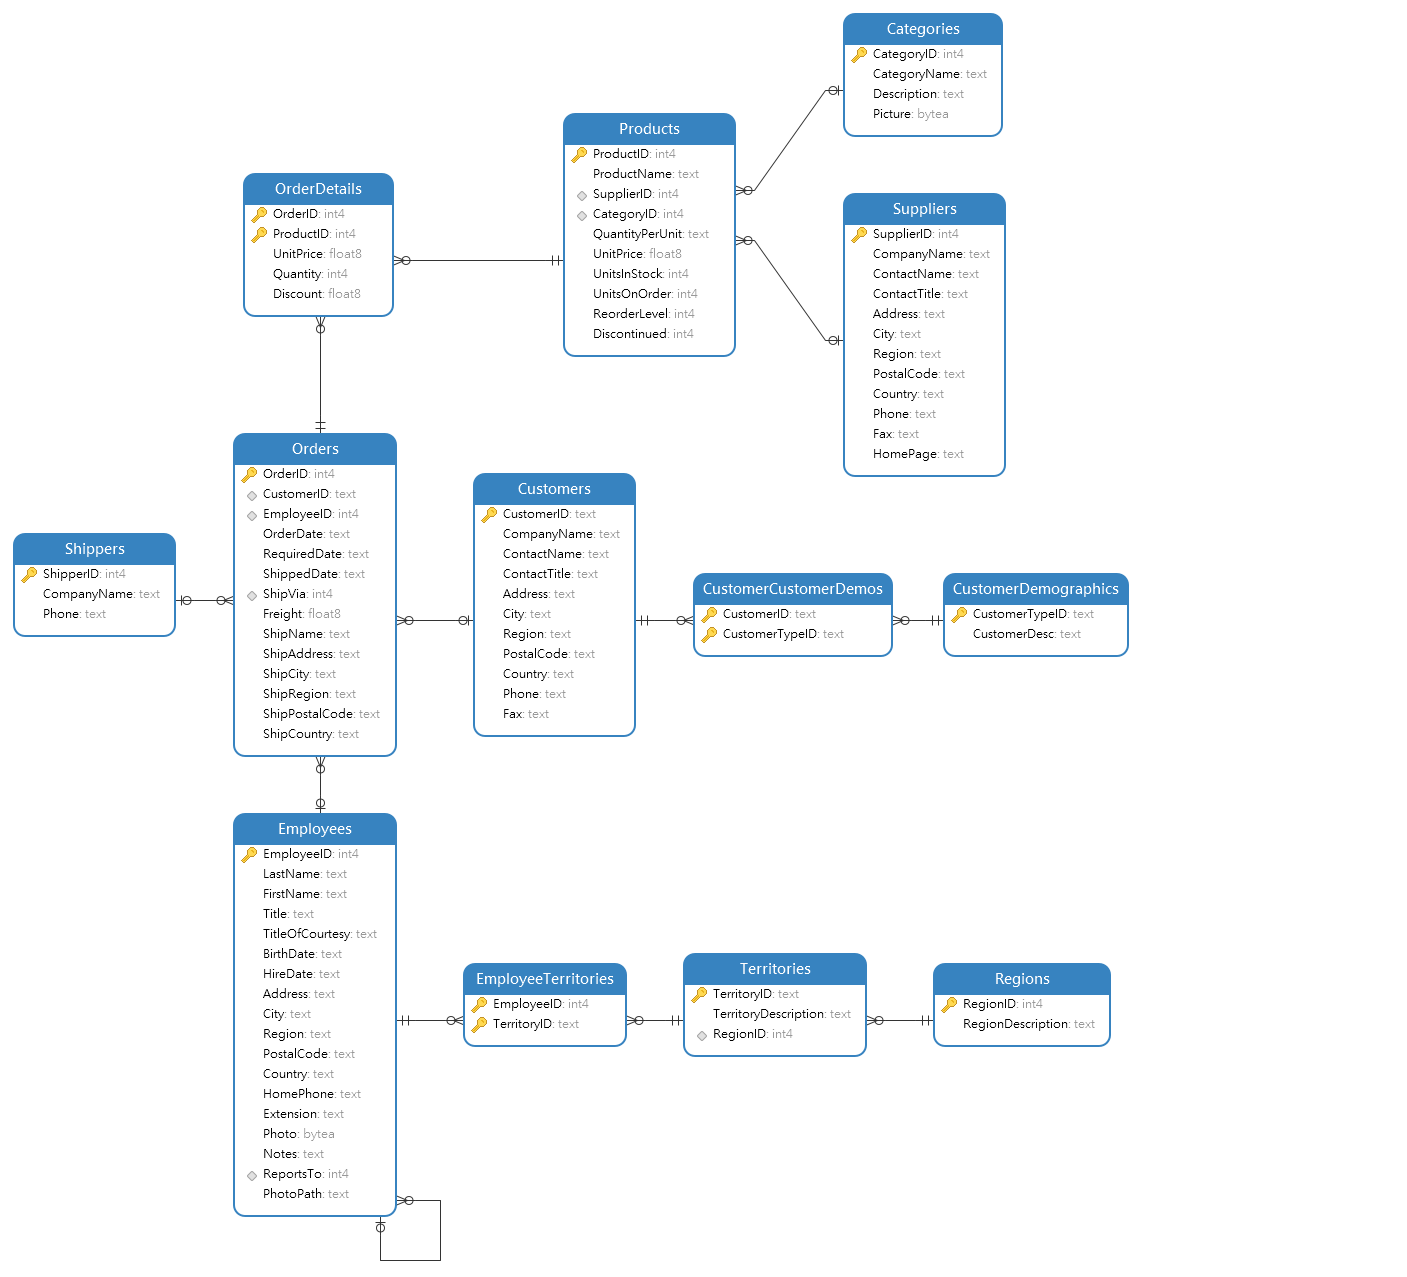 Categories
CategoryID: int4
CategoryName: text
Description: text
Picture: bytea
Products
ProductID: int4
ProductName: text
SupplierID: int4
CategoryID: int4
QuantityPerUnit: text
UnitPrice: float8
UnitsInStock: int4
UnitsOnOrder: int4
ReorderLevel: int4
Discontinued: int4
OrderDetails
OrderID: int4
ProductID: int4
UnitPrice: float8
Quantity: int4
Discount: float8
Suppliers
SupplierID: int4
CompanyName: text
ContactName: text
ContactTitle: text
Address: text
City: text
Region: text
PostalCode: text
Country: text
Phone: text
Fax: text
HomePage: text
Orders
OrderID: int4
CustomerID: text
EmployeeID: int4
OrderDate: text
RequiredDate: text
ShippedDate: text
ShipVia: int4
Freight: float8
ShipName: text
ShipAddress: text
ShipCity: text
ShipRegion: text
ShipPostalCode: text
ShipCountry: text
Customers
CustomerID: text
CompanyName: text
ContactName: text
ContactTitle: text
Address: text
City: text
Region: text
PostalCode: text
Country: text
Phone: text
Fax: text
Shippers
ShipperID: int4
CompanyName: text
Phone: text
CustomerCustomerDemos
CustomerID: text
CustomerTypeID: text
CustomerDemographics
CustomerTypeID: text
CustomerDesc: text
Employees
EmployeeID: int4
LastName: text
FirstName: text
Title: text
TitleOfCourtesy: text
BirthDate: text
HireDate: text
Address: text
City: text
Region: text
PostalCode: text
Country: text
HomePhone: text
Extension: text
Photo: bytea
Notes: text
ReportsTo: int4
PhotoPath: text
EmployeeTerritories
EmployeeID: int4
TerritoryID: text
Territories
TerritoryID: text
TerritoryDescription: text
RegionID: int4
Regions
RegionID: int4
RegionDescription: text